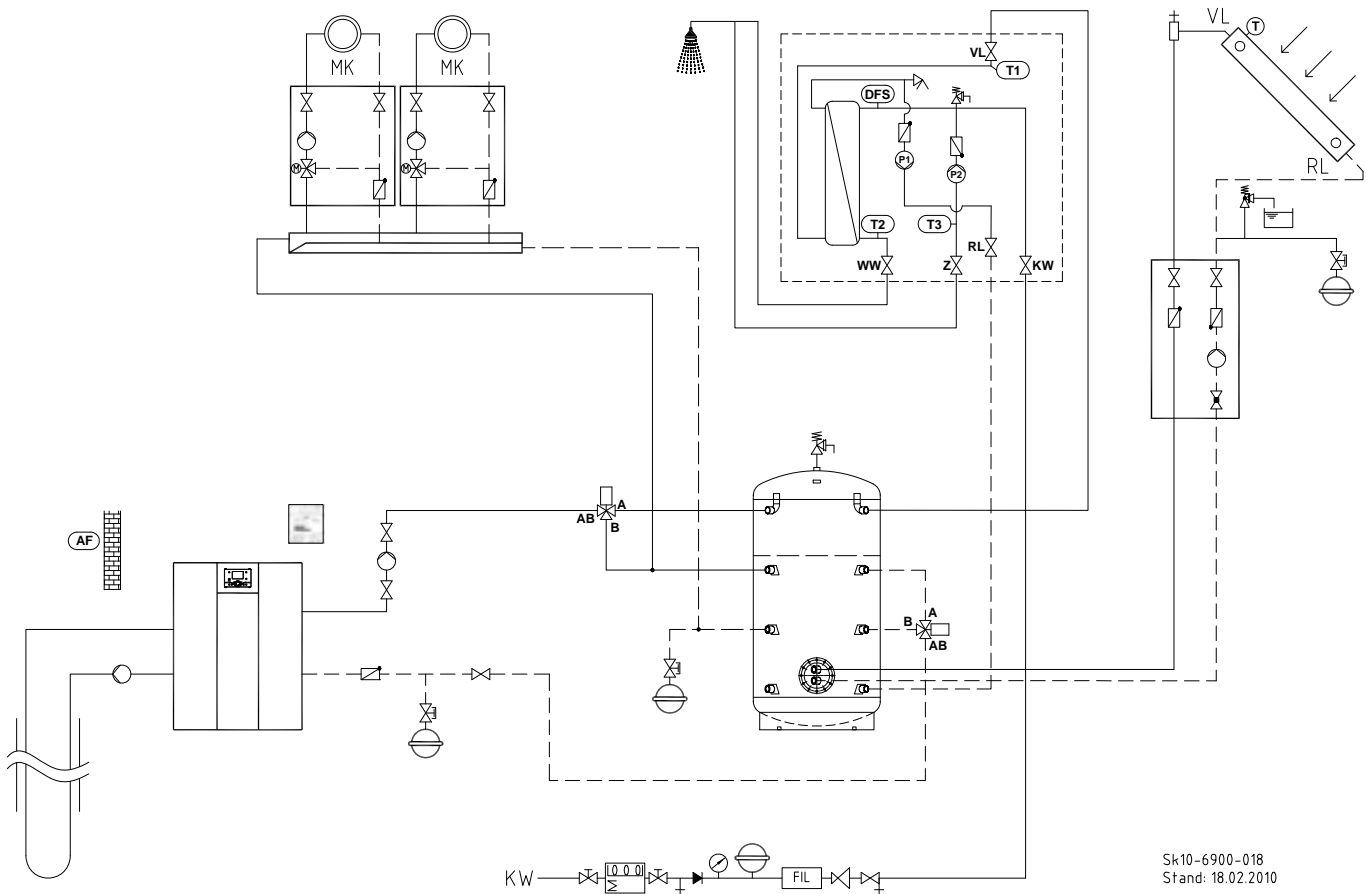 MK
MK
VL
T1
DFS
P1
P2
T2
T3
RL
WW
Z
KW
VL
T
RL
A
AB
B
AF
A
B
AB
KW
M
M
FIL
M
Sk10-6900-018
Stand: 18.02.2010